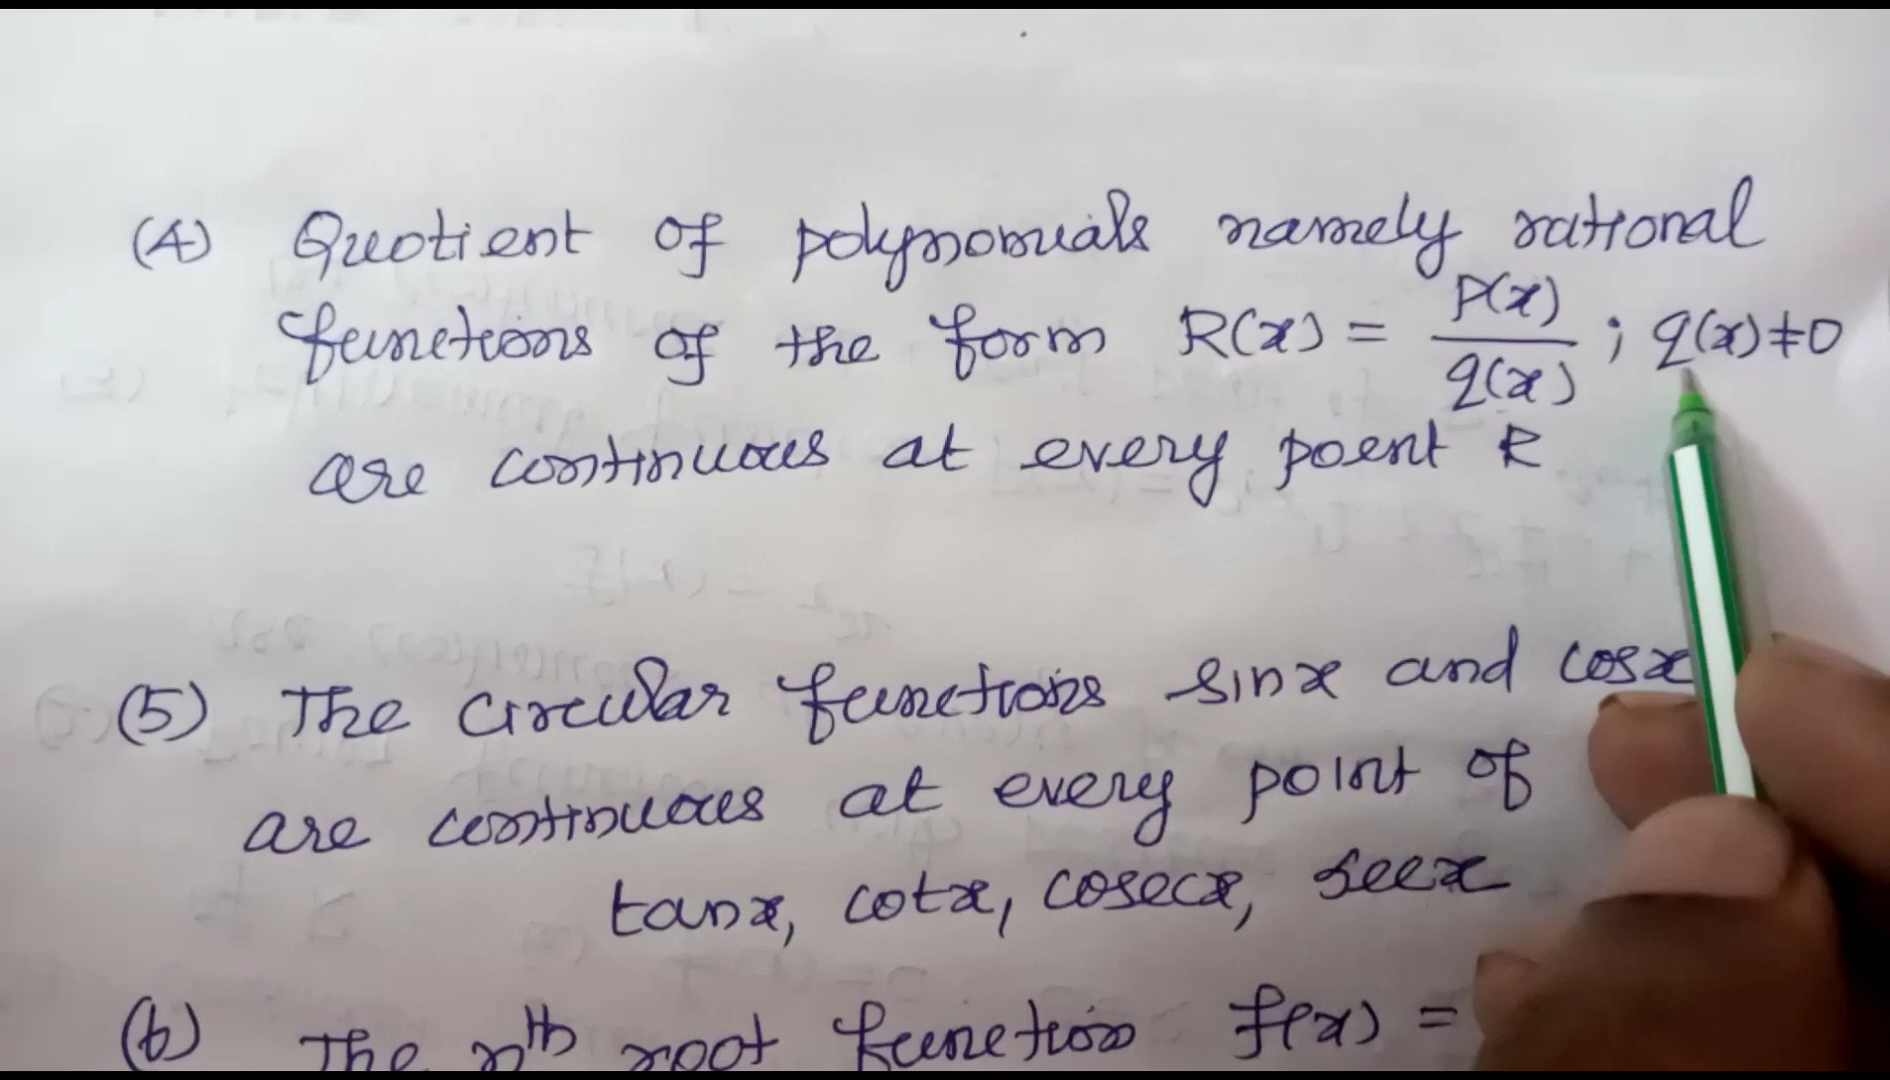 (4) Quotient of polynomials namely rational
functions of the form R(x) = P(x)/q(x) ; q(x)≠0
are continuous at every point R
(5) The circular functions sinx and cosx
are continuous at every point of
tanx, cotx, cosecx, secx
(6) The nth root function f(x) =